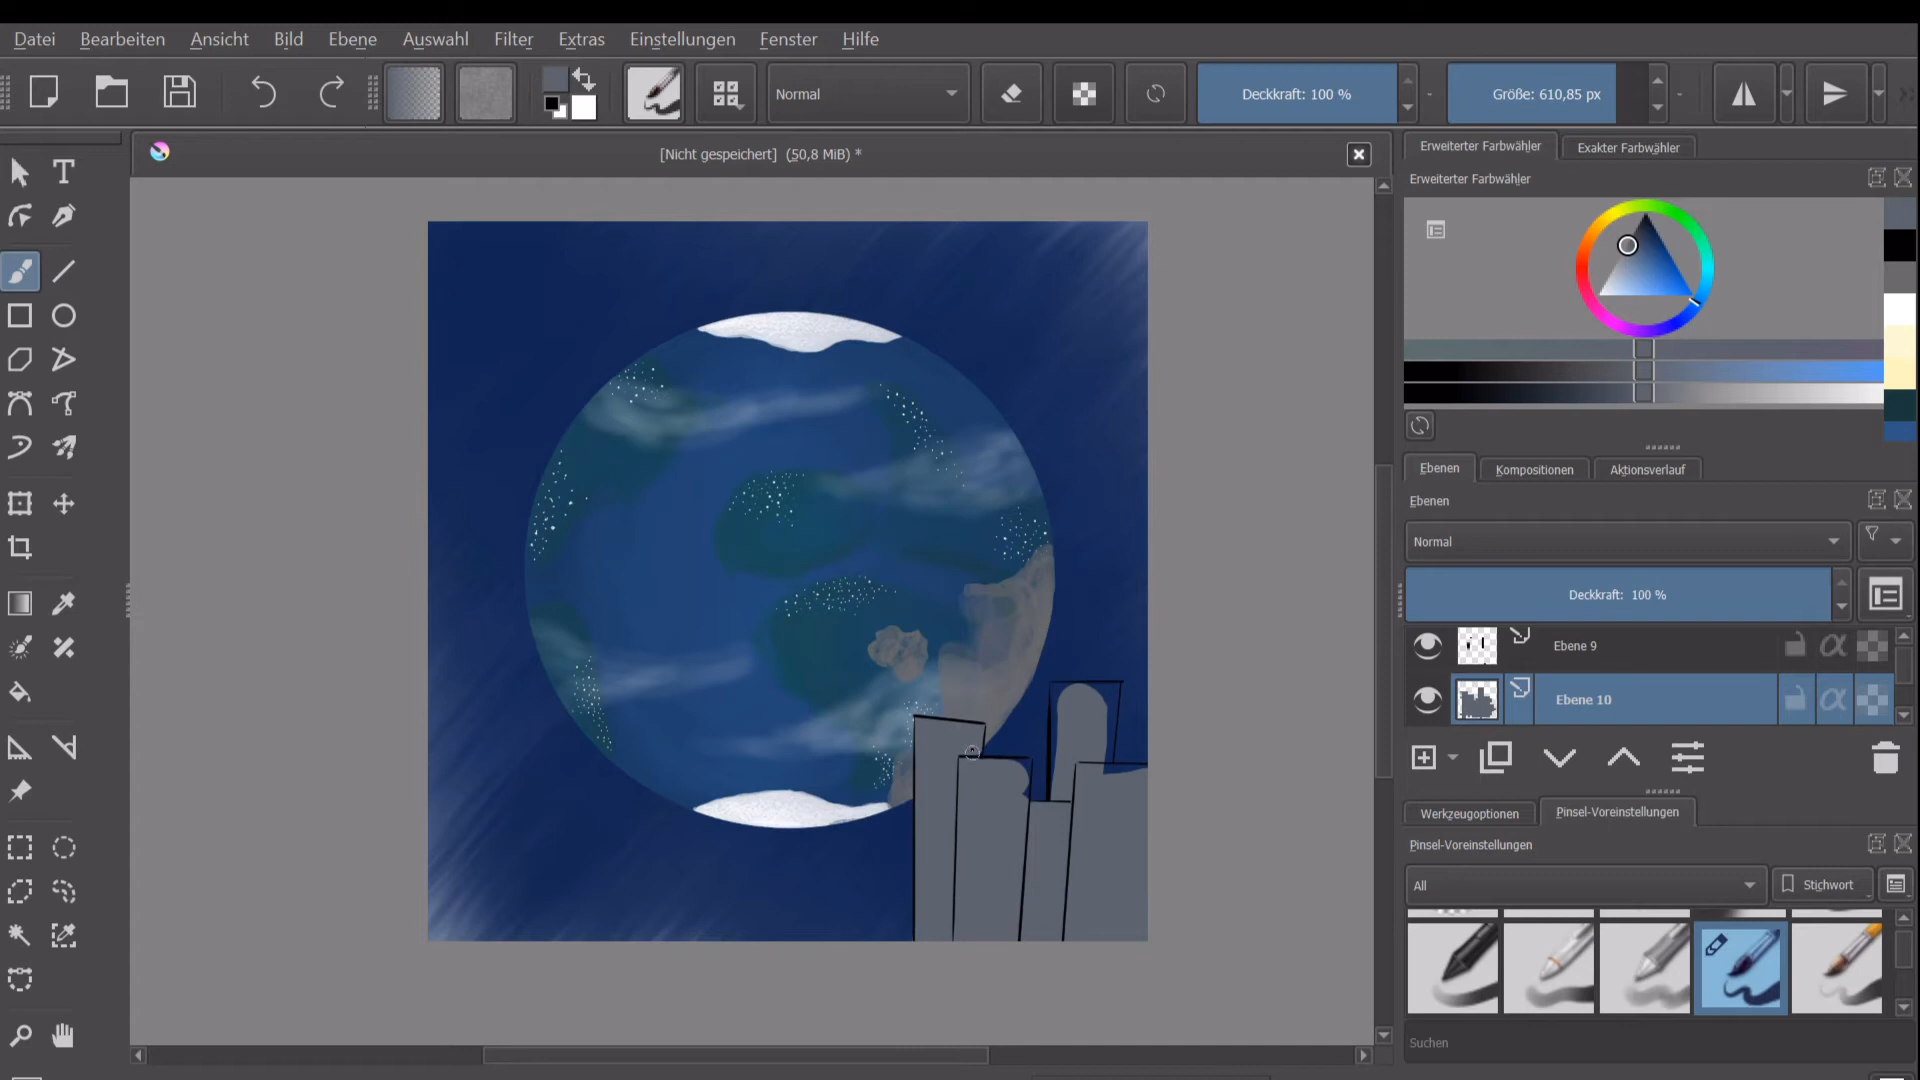 Datei Bearbeiten Ansicht Bild Ebene Auswahl Filter Extras Einstellungen Fenster Hilfe
Normal
Deckkraft: 100 %
Größe: 610,85 px
[Nicht gespeichert] (50,8 MiB) *
Erweiterter Farbwähler
Exakter Farbwähler
Erweiterter Farbwähler
Ebenen
Kompositionen
Aktionsverlauf
Ebenen
Normal
Deckkraft: 100 %
Ebene 9
Ebene 10
Werkzeugoptionen
Pinsel-Voreinstellungen
Pinsel-Voreinstellungen
All
Stichwort
Suchen